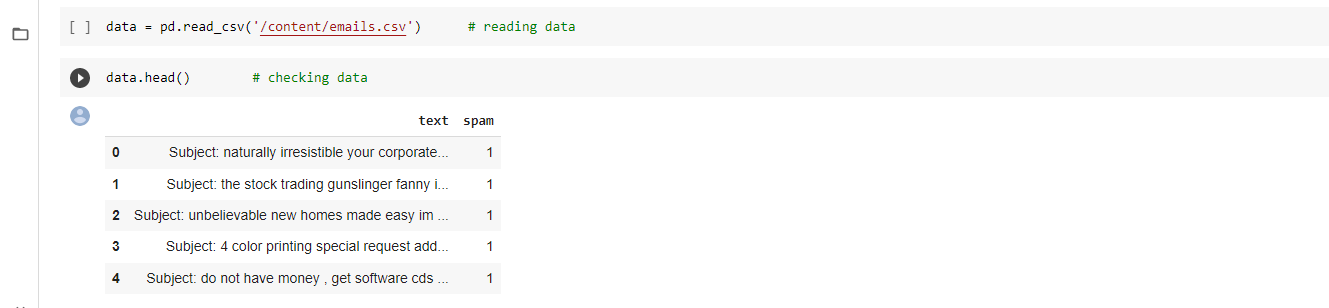 [ ] data = pd.read_csv('/content/emails.csv') # reading data
data.head() # checking data
text spam
0 Subject: naturally irresistible your corporate... 1
1 Subject: the stock trading gunslinger fanny i... 1
2 Subject: unbelievable new homes made easy im ... 1
3 Subject: 4 color printing special request add... 1
4 Subject: do not have money , get software cds ... 1